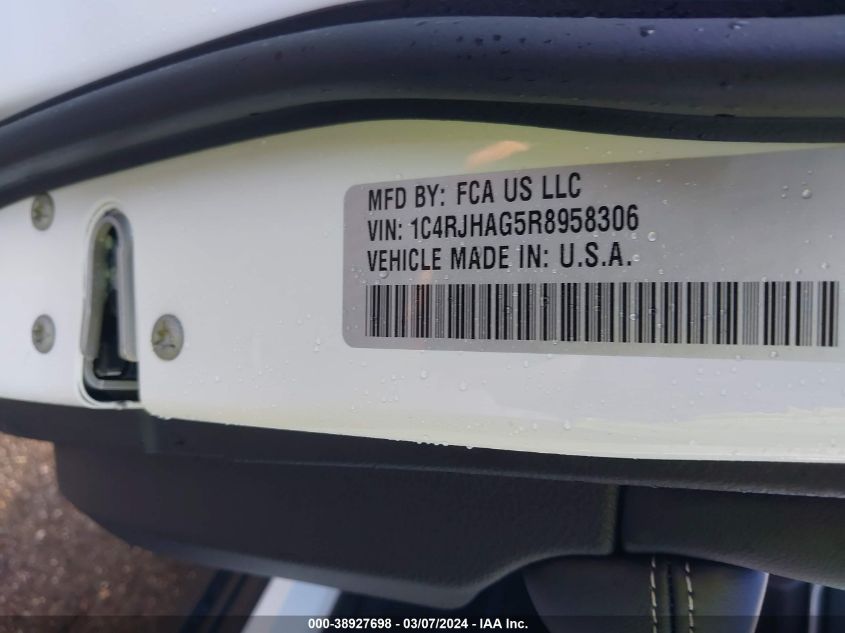 MFD BY: FCA US LLC
VIN: 1C4RJHAG5R8958306
VEHICLE MADE IN: U.S.A.
000-38927698 - 03/07/2024 - IAA Inc.